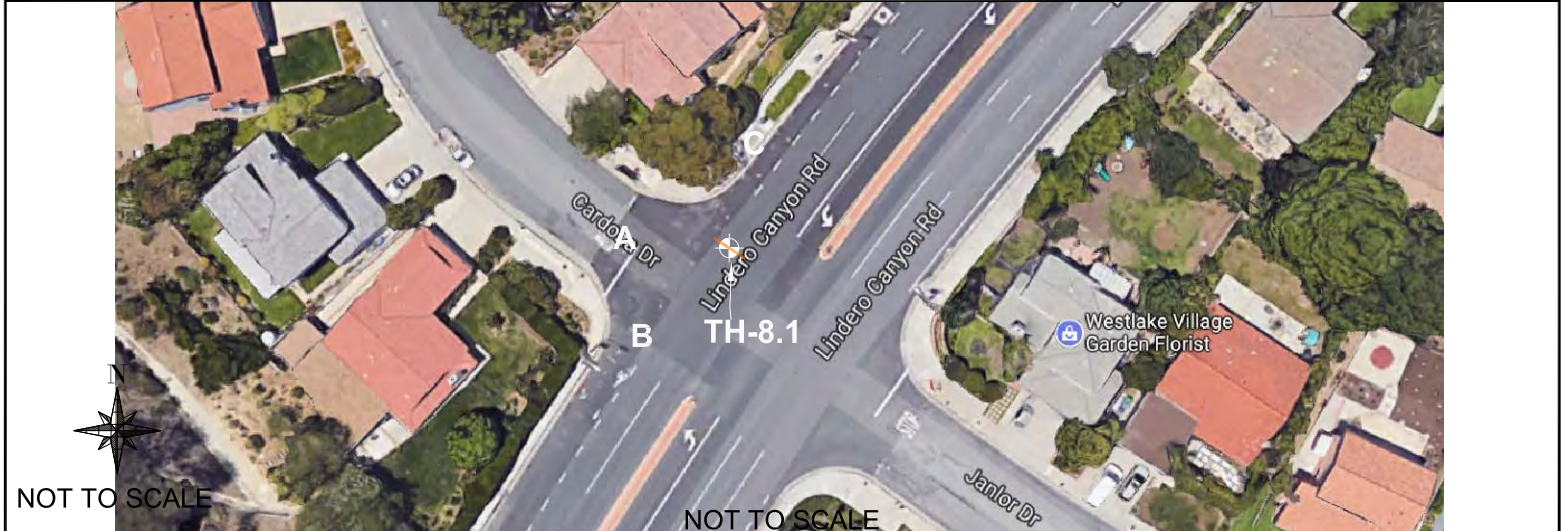 C
Lindero Canyon Rd
Cardova Dr
A
Lindero Canyon Rd
B
TH-8.1
Westlake Village
Garden Florist
N
NOT TO SCALE
Janlor Dr
NOT TO SCALE